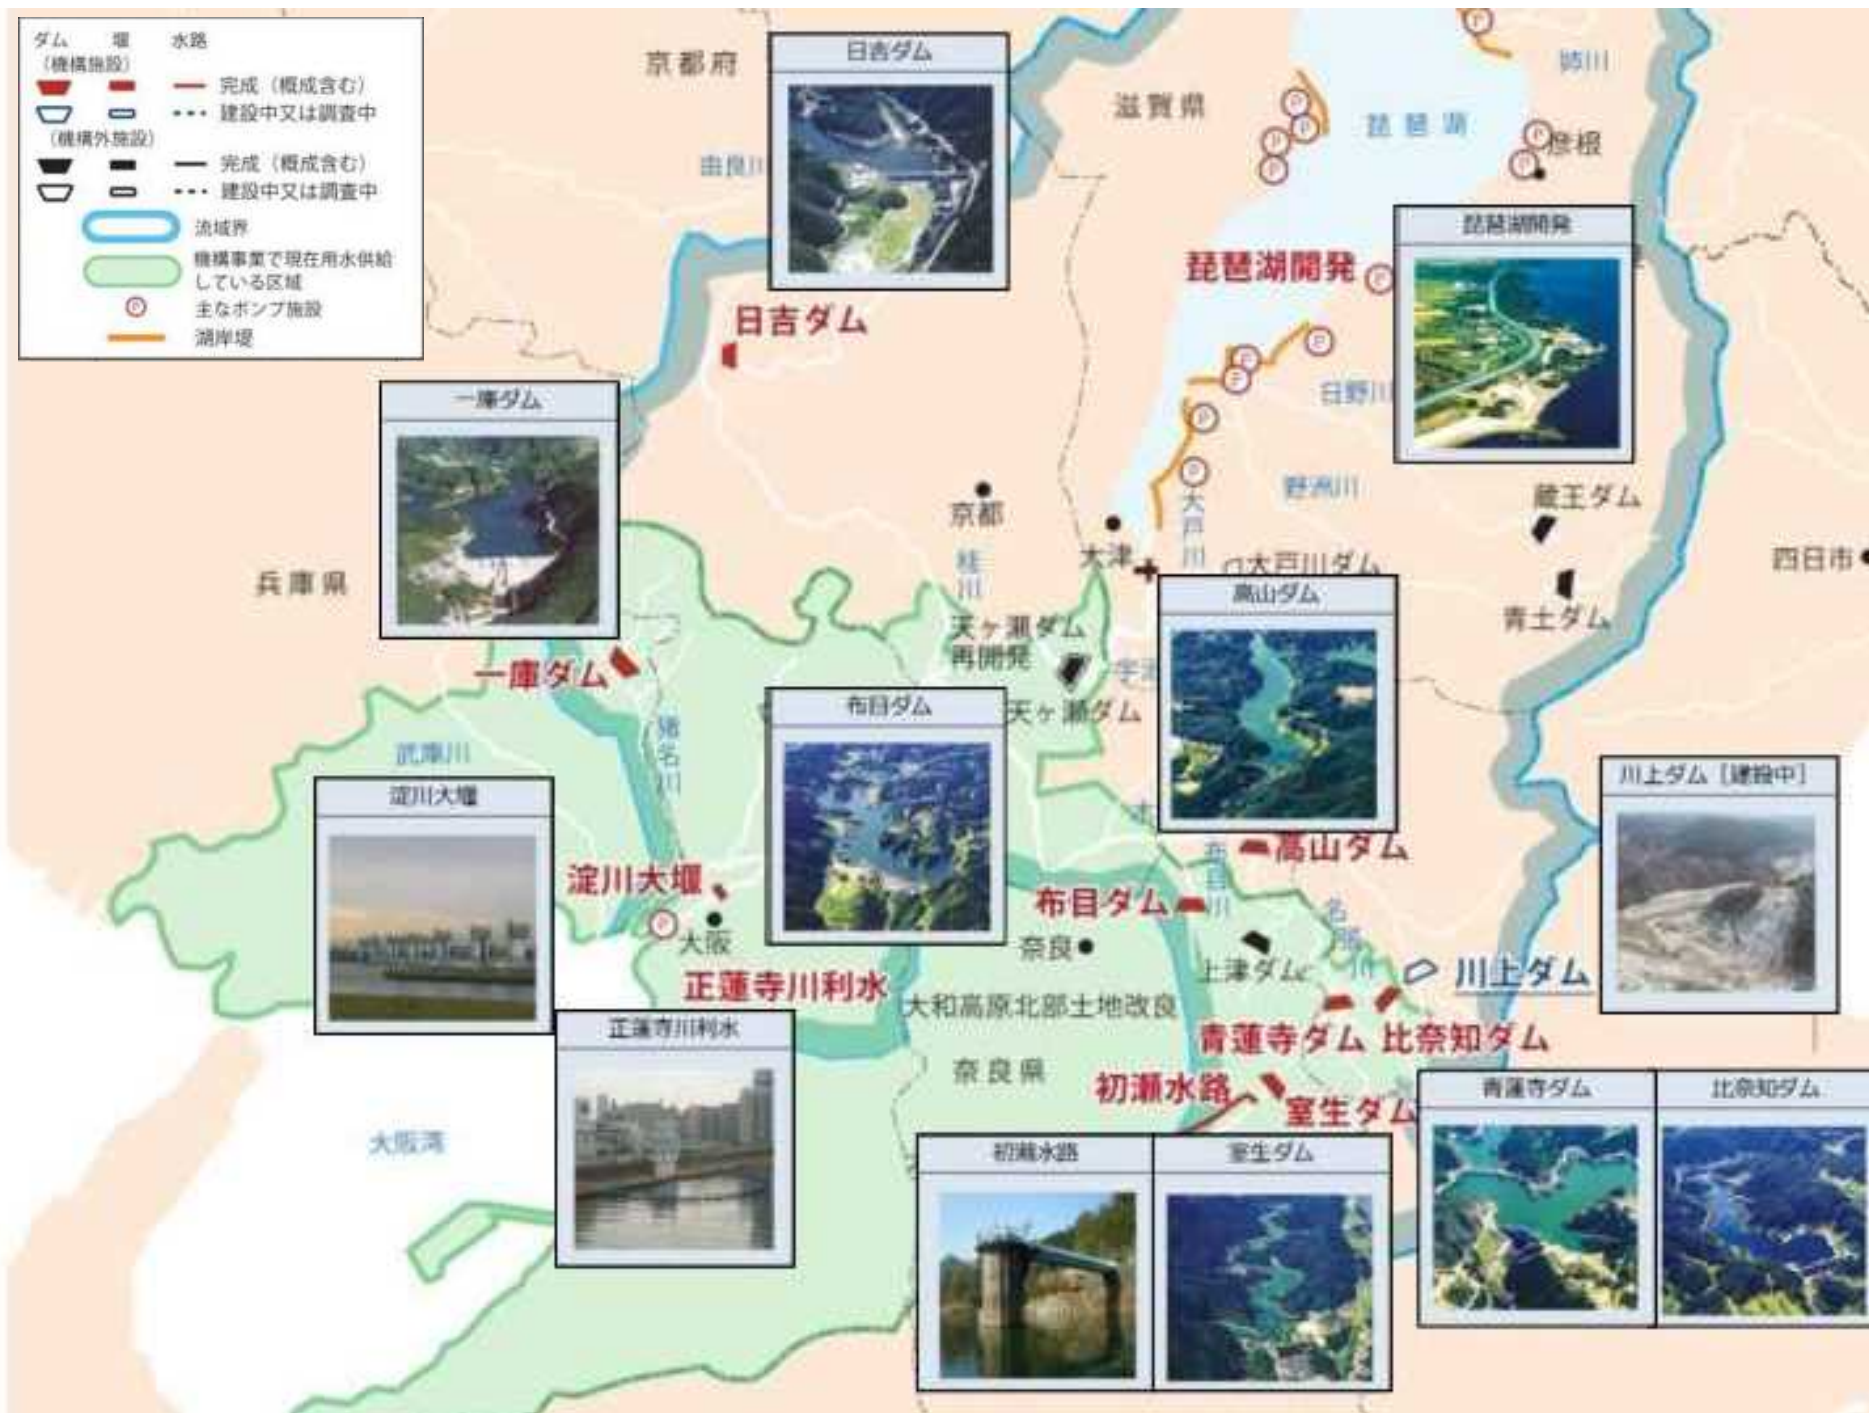 ダム 堰 水路
(機構施設)
完成(概成含む)
建設中又は調査中
(機構外施設)
完成(概成含む)
建設中又は調査中
流域界
機構事業で現在用水供給
している区域
P 主なポンプ施設
湖岸堤
京都府
日吉ダム
滋賀県
琵琶湖
姉川
由良川
彦根
琵琶湖開発
琵琶湖開発
日吉ダム
日野川
一庫ダム
野洲川
蔵王ダム
京都
桂川
大津
大戸川
大戸川ダム
四日市
兵庫県
高山ダム
青土ダム
天ヶ瀬ダム
再開発
一庫ダム
布目ダム
天ヶ瀬ダム
猪名川
武庫川
川上ダム[建設中]
淀川大堰
高山ダム
布目川
淀川大堰
布目ダム
大阪
奈良
名張川
上津ダム
川上ダム
正蓮寺川利水
大和高原北部土地改良
正蓮寺川利水
青蓮寺ダム
比奈知ダム
奈良県
初瀬水路
室生ダム
青蓮寺ダム
比奈知ダム
大阪湾
初瀬水路
室生ダム